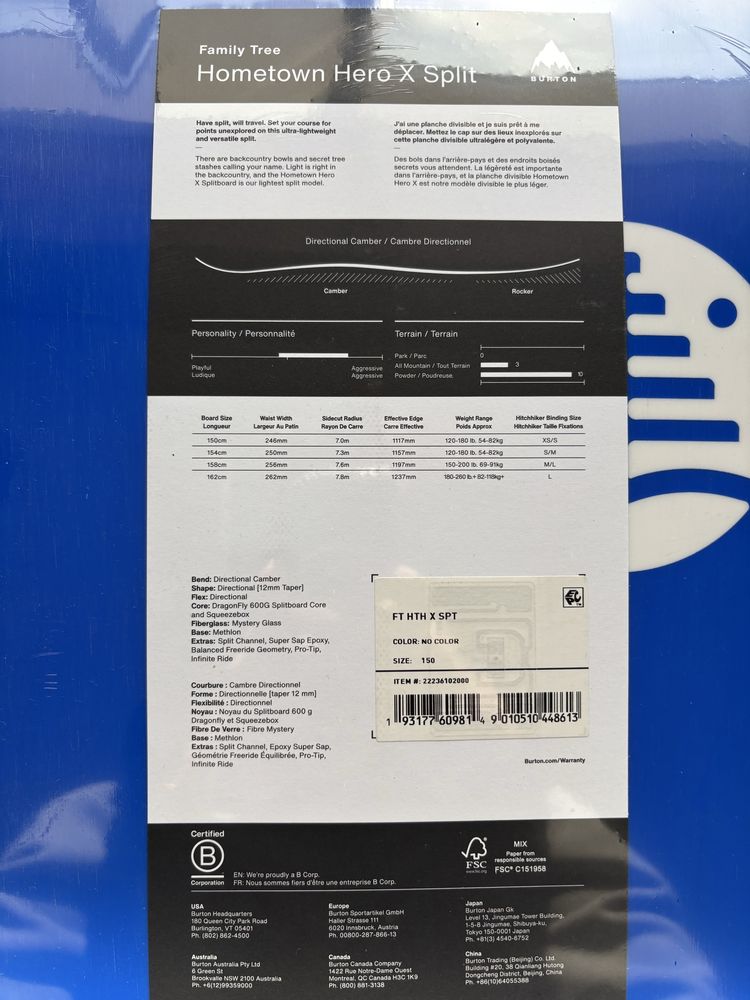 Family Tree
Hometown Hero X Split
BURTON
Have split, will travel. Set your course for
points unexplored on this ultra-lightweight
and versatile split.
—
There are backcountry bowls and secret tree
stashes calling your name. Light is right in
the backcountry, and the Hometown Hero
X Splitboard is our lightest split model.
J'ai une planche divisible et je suis prêt à me
déplacer. Mettez le cap sur des lieux inexplorés sur
cette planche divisible ultralégère et polyvalente.
—
Des bols dans l'arrière-pays et des endroits boisés
secrets vous attendent. La légèreté est importante
dans l'arrière-pays, et la planche divisible Hometown
Hero X est notre modèle divisible le plus léger.
Directional Camber / Cambre Directionnel
Camber
Rocker
Personality / Personnalité
Playful
Ludique
Aggressive
Aggressive
Terrain / Terrain
Park / Parc 0
All Mountain / Tout Terrain 3
Powder / Poudreuse 10
Board Size Waist Width Sidecut Radius Effective Edge Weight Range Hitchhiker Binding Size
Longueur Largeur Au Patin Rayon De Carre Carre Effective Poids Approx Hitchhiker Taille Fixations
150cm 246mm 7.0m 1117mm 120-180 lb. 54-82kg XS/S
154cm 250mm 7.3m 1157mm 120-180 lb. 54-82kg S/M
158cm 256mm 7.6m 1197mm 150-200 lb. 69-91kg M/L
162cm 262mm 7.8m 1237mm 180-260 lb.+ 82-118kg+ L
Bend: Directional Camber
Shape: Directional [12mm Taper]
Flex: Directional
Core: DragonFly 600G Splitboard Core
and Squeezebox
Fiberglass: Mystery Glass
Base: Methlon
Extras: Split Channel, Super Sap Epoxy,
Balanced Freeride Geometry, Pro-Tip,
Infinite Ride
Courbure : Cambre Directionnel
Forme : Directionnelle [taper 12 mm]
Flexibilité : Directionnel
Noyau : Noyau du Splitboard 600 g
Dragonfly et Squeezebox
Fibre De Verre : Fibre Mystery
Base : Methlon
Extras : Split Channel, Epoxy Super Sap,
Géométrie Freeride Équilibrée, Pro-Tip,
Infinite Ride
FT HTH X SPT
COLOR: NO COLOR
SIZE: 150
ITEM #: 22236102000
1 93177 60981 4 9 010510 448613
Burton.com/Warranty
Certified
B
Corporation
EN: We're proudly a B Corp.
FR: Nous sommes fiers d'être une entreprise B Corp.
FSC
www.fsc.org
MIX
Paper from
responsible sources
FSC® C151958
USA
Burton Headquarters
180 Queen City Park Road
Burlington, VT 05401
Ph. (802) 862-4500
Europe
Burton Sportartikel GmbH
Haller Strasse 111
6020 Innsbruck, Austria
Ph. 00800-287-866-13
Japan
Burton Japan Gk
Level 13, Jingumae Tower Building,
1-5-8 Jingumae, Shibuya-ku,
Tokyo 150-0001 Japan
Ph. +81(3) 4540-6752
Australia
Burton Australia Pty Ltd
6 Green St
Brookvalle NSW 2100 Australia
Ph. +6(12)99359000
Canada
Burton Canada Company
1422 Rue Notre-Dame Ouest
Montreal, QC Canada H3C 1K9
Ph. (800) 881-3138
China
Burton Trading (Beijing) Co. Ltd.
Building #20, 38 Qianliang Hutong
Dongcheng District, Beijing, China
Ph. +86(10)64055388